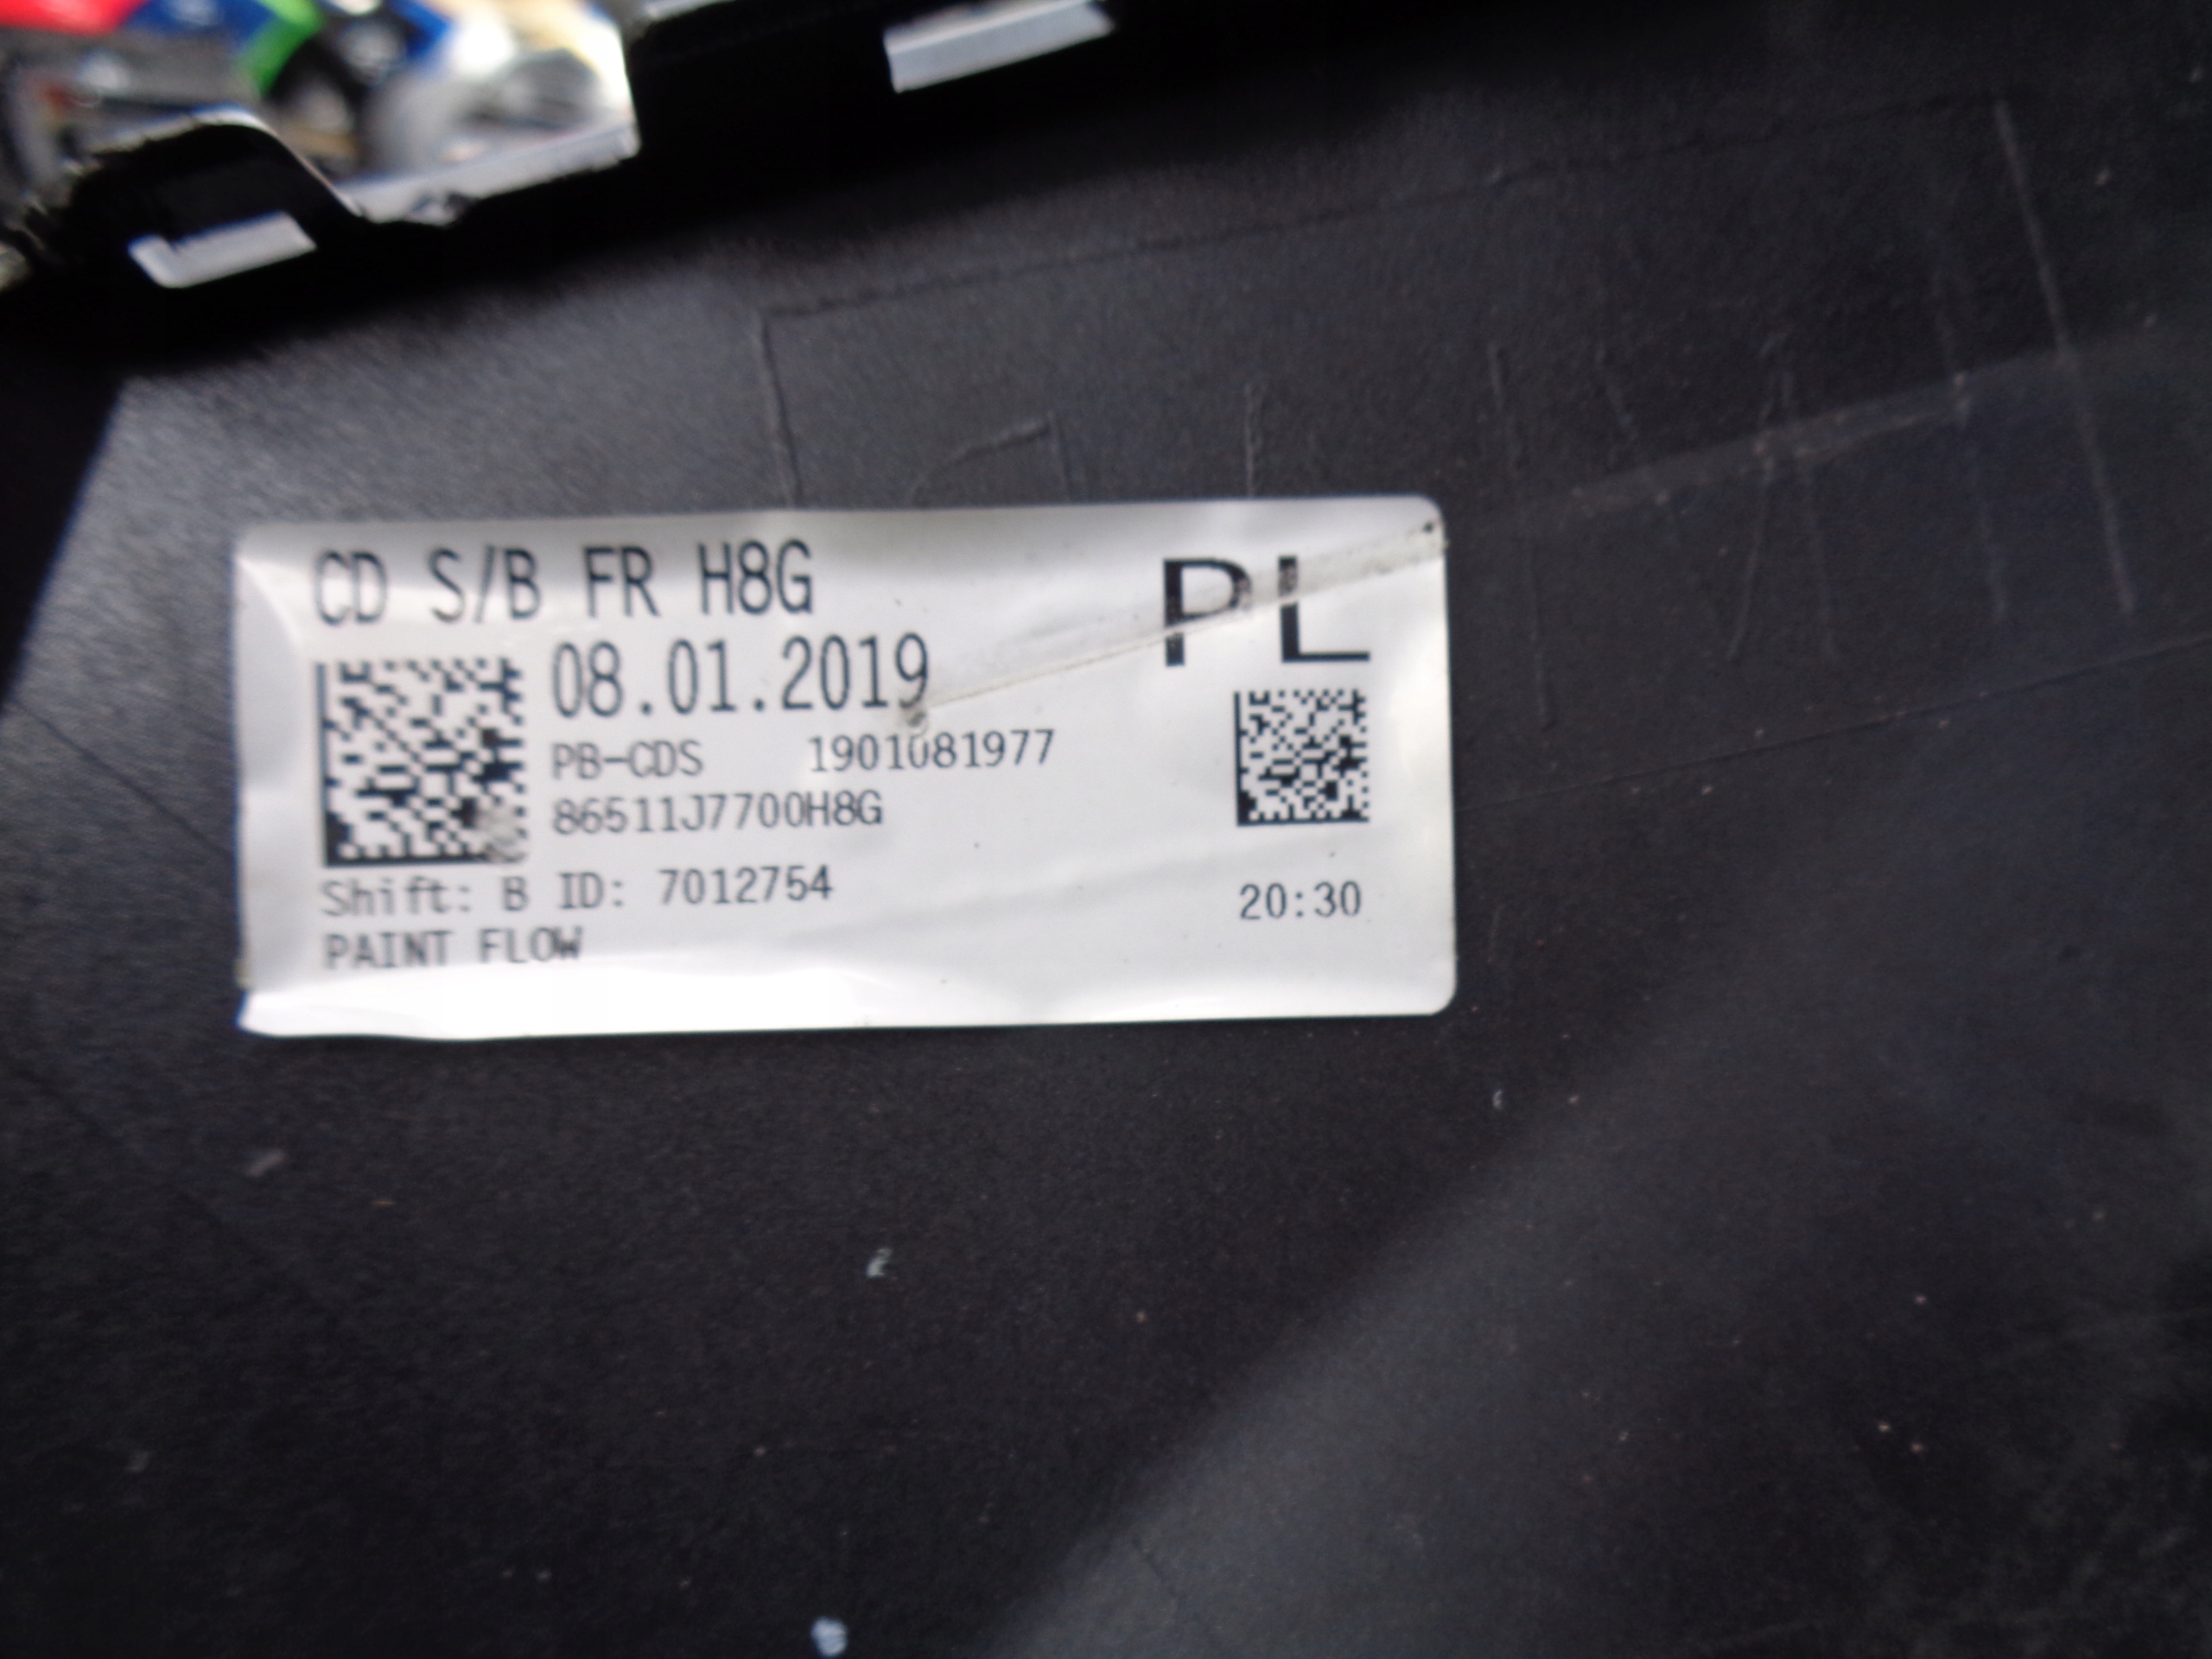 CD S/B FR H8G
PL
08.01.2019
PB-CDS 1901081977
86511J7700H8G
Shift: B ID: 7012754
20:30
PAINT FLOW